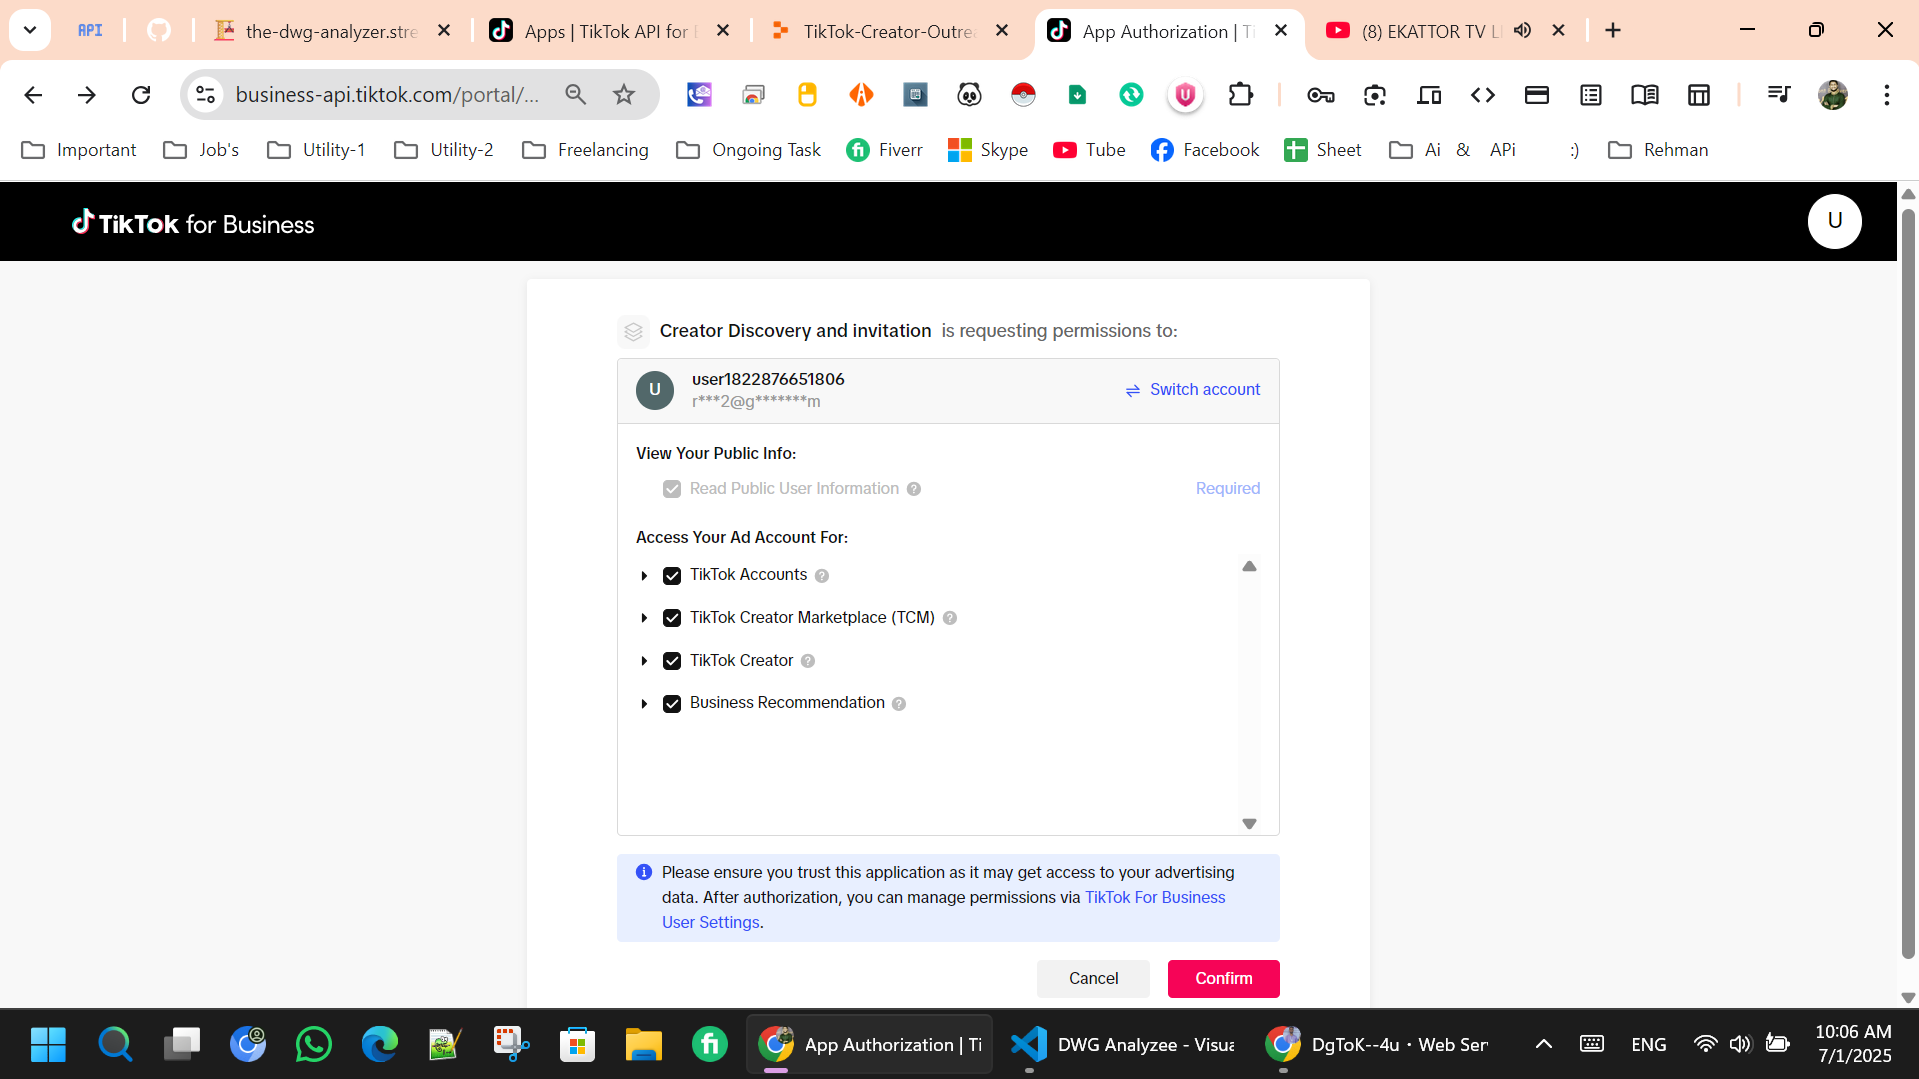 API
the-dwg-analyzer.stre
Apps | TikTok API for B
TikTok-Creator-Outrea
App Authorization | Ti
(8) EKATTOR TV LI
business-api.tiktok.com/portal/...
Important
Job's
Utility-1
Utility-2
Freelancing
Ongoing Task
Fiverr
Skype
Tube
Facebook
Sheet
Ai & APi :)
Rehman
TikTok for Business
U
Creator Discovery and invitation is requesting permissions to:
U
user1822876651806
r***2@g*******m
Switch account
View Your Public Info:
Read Public User Information
Required
Access Your Ad Account For:
TikTok Accounts
TikTok Creator Marketplace (TCM)
TikTok Creator
Business Recommendation
Please ensure you trust this application as it may get access to your advertising
data. After authorization, you can manage permissions via TikTok For Business
User Settings.
Cancel
Confirm
fi
App Authorization | Ti
DWG Analyzee - Visua
DgToK--4u · Web Ser
ENG
10:06 AM
7/1/2025